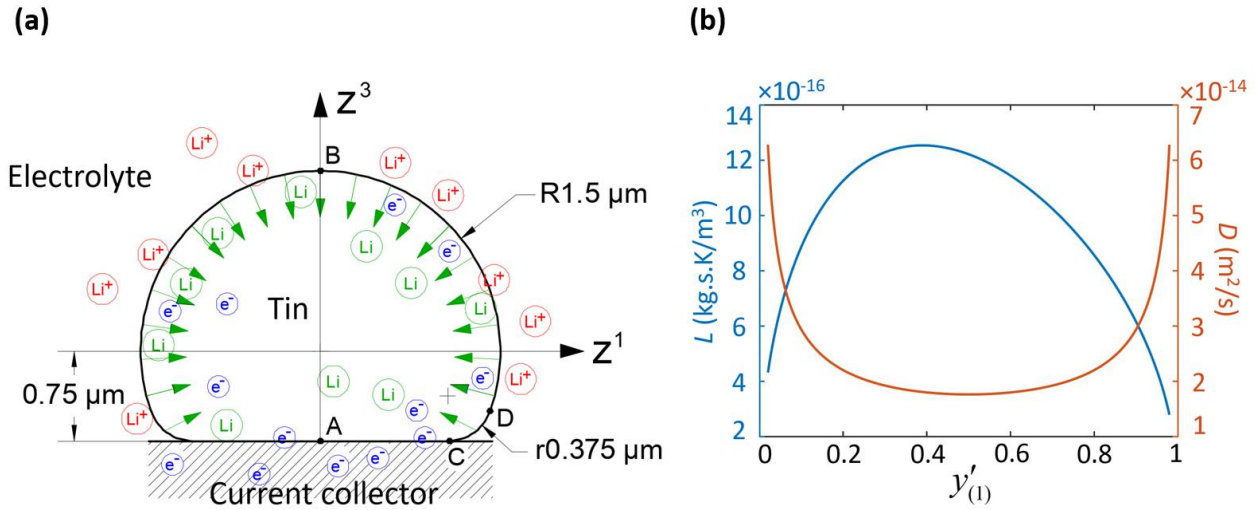 (a)
(b)
Z³
B
Electrolyte
Li⁺
Li⁺
Li⁺
Li⁺
Li⁺
Li⁺
Li⁺
Li⁺
Li⁺
Li⁺
Li
Li
Li
Li
Li
Li
Li
Li
Li
Li
e⁻
e⁻
e⁻
e⁻
e⁻
e⁻
e⁻
e⁻
e⁻
e⁻
e⁻
e⁻
e⁻
R1.5 µm
Tin
Z¹
0.75 µm
A
D
C
r0.375 µm
Current collector
×10⁻¹⁶
×10⁻¹⁴
14
12
10
8
6
4
2
L (kg.s.K/m³)
7
6
5
4
3
2
1
D (m²/s)
0
0.2
0.4
0.6
0.8
1
y′₍₁₎